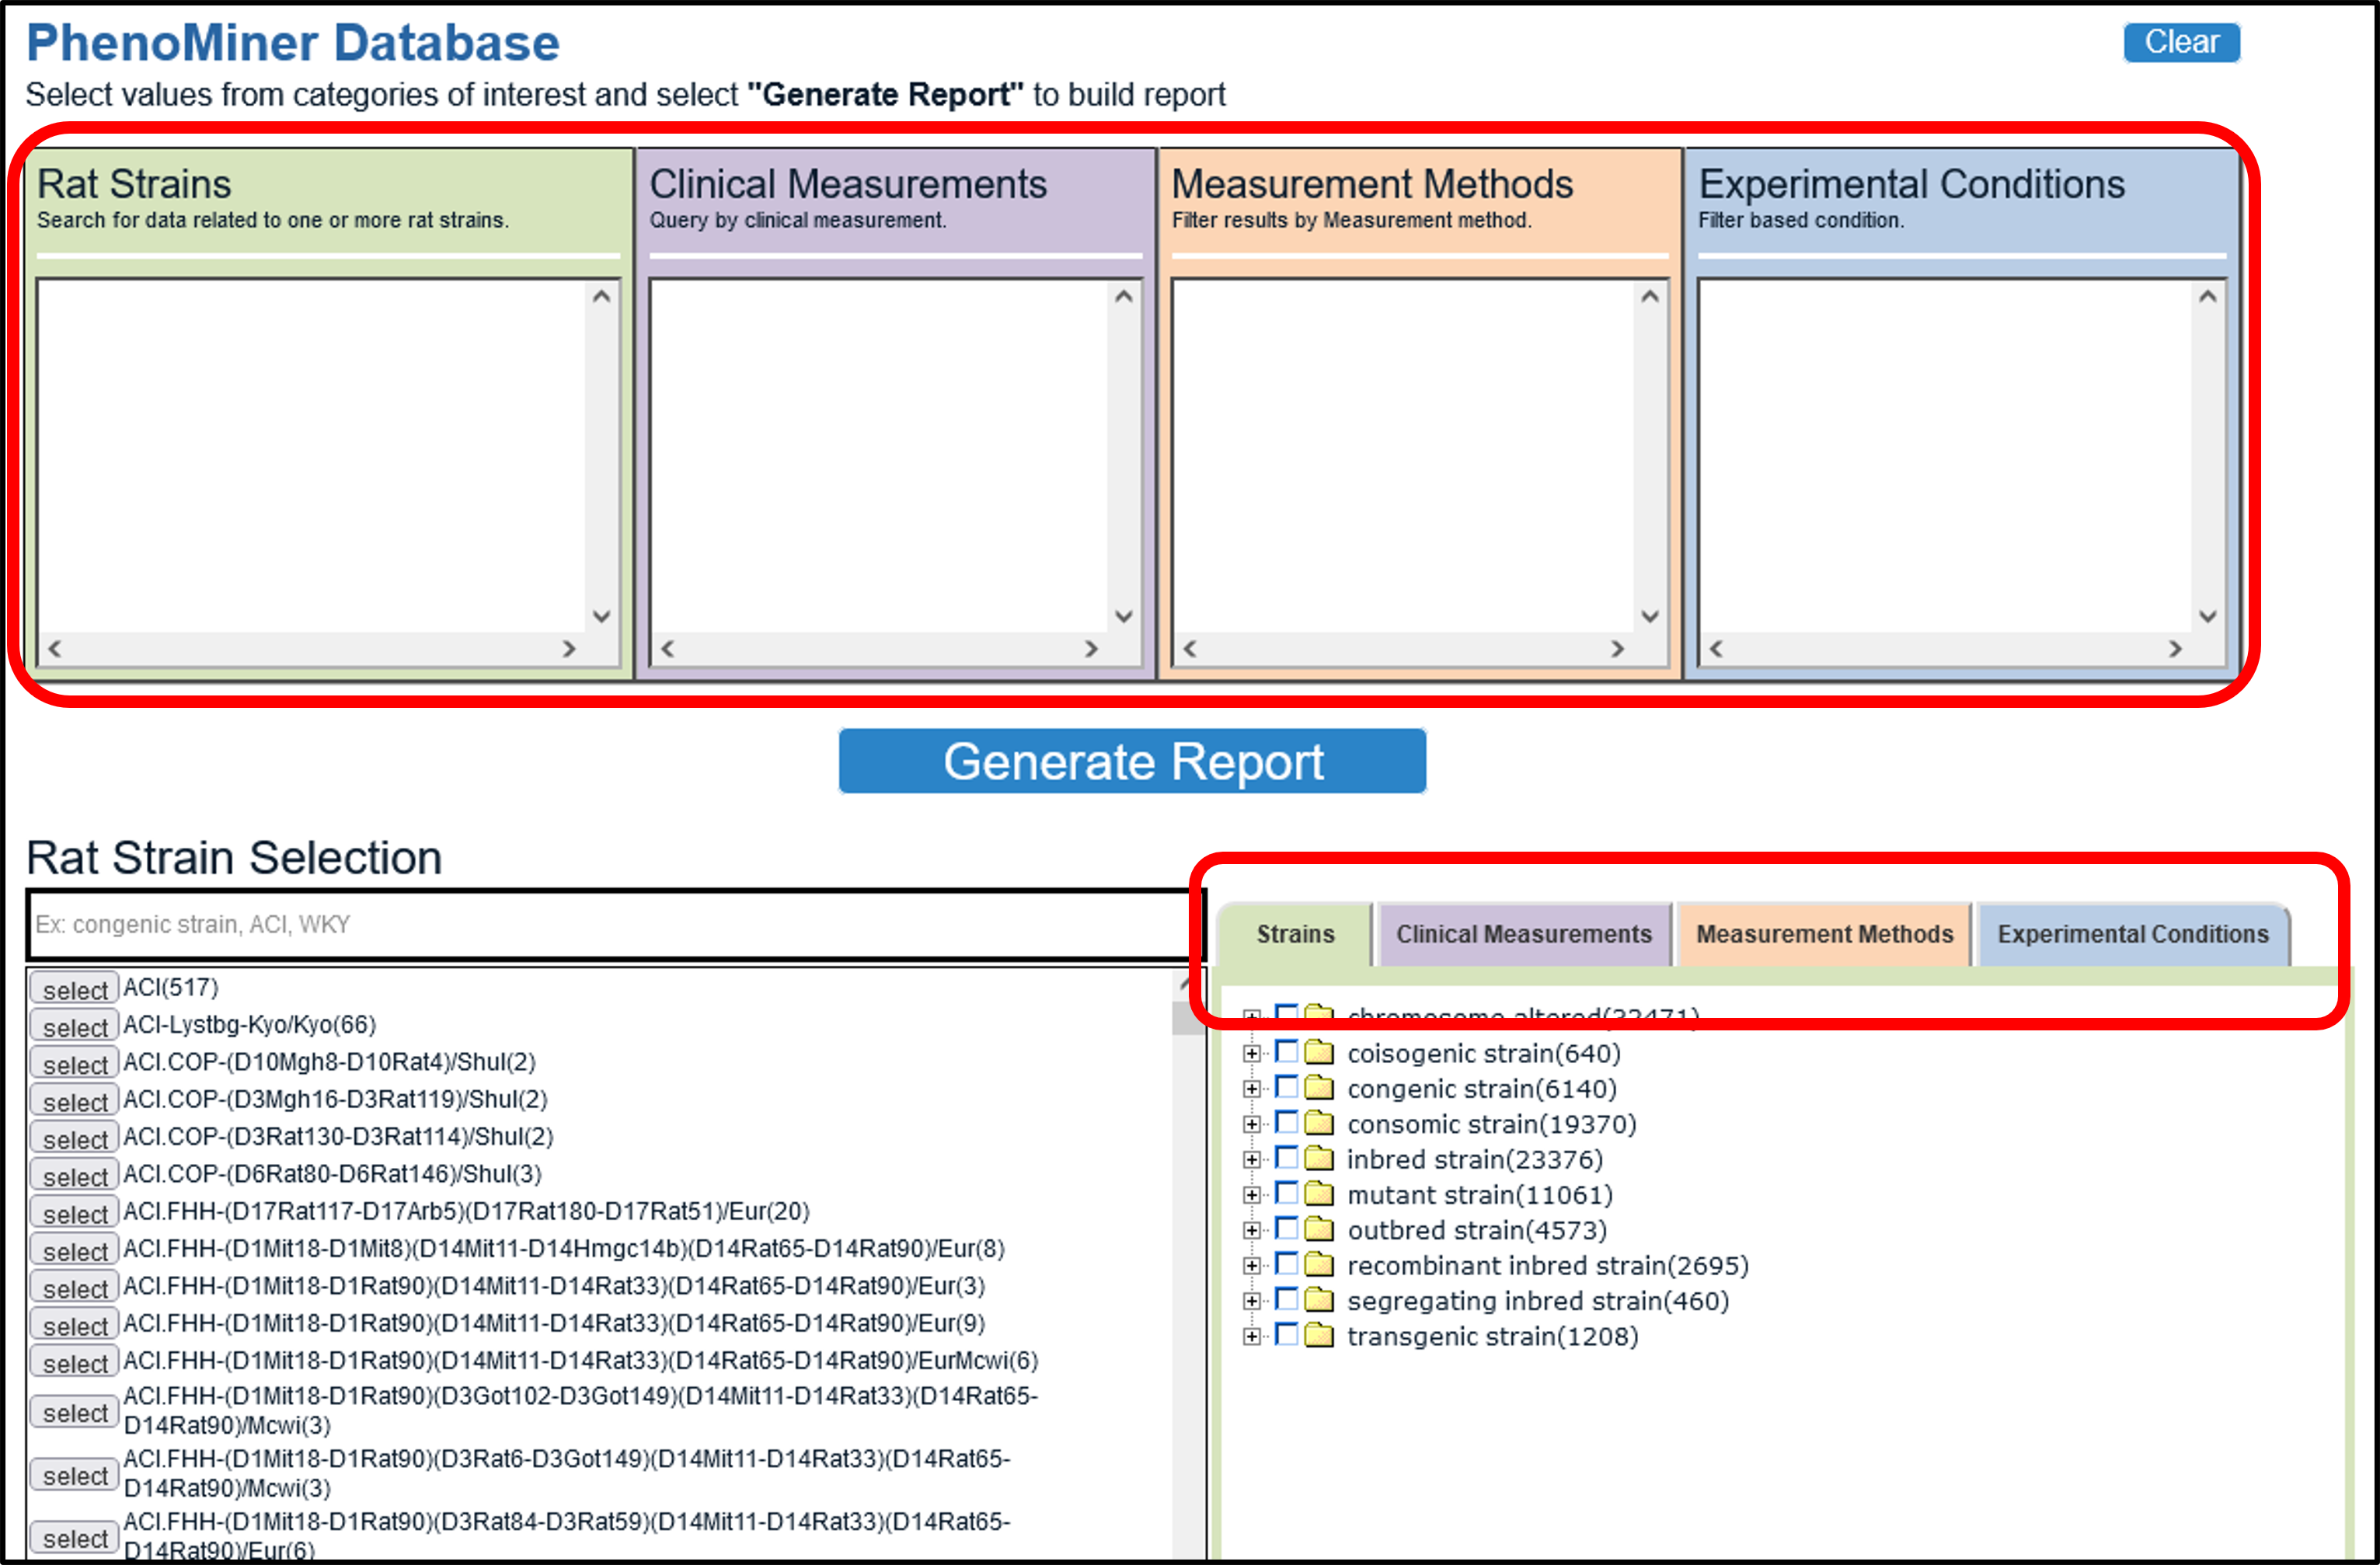 PhenoMiner Database
Clear
Select values from categories of interest and select "Generate Report" to build report
Rat Strains
Search for data related to one or more rat strains.
Clinical Measurements
Query by clinical measurement.
Measurement Methods
Filter results by Measurement method.
Experimental Conditions
Filter based condition.
Generate Report
Rat Strain Selection
Ex: congenic strain, ACI, WKY
select ACI(517)
select ACI-Lystbg-Kyo/Kyo(66)
select ACI.COP-(D10Mgh8-D10Rat4)/Shul(2)
select ACI.COP-(D3Mgh16-D3Rat119)/Shul(2)
select ACI.COP-(D3Rat130-D3Rat114)/Shul(2)
select ACI.COP-(D6Rat80-D6Rat146)/Shul(3)
select ACI.FHH-(D17Rat117-D17Arb5)(D17Rat180-D17Rat51)/Eur(20)
select ACI.FHH-(D1Mit18-D1Mit8)(D14Mit11-D14Hmgc14b)(D14Rat65-D14Rat90)/Eur(8)
select ACI.FHH-(D1Mit18-D1Rat90)(D14Mit11-D14Rat33)(D14Rat65-D14Rat90)/Eur(3)
select ACI.FHH-(D1Mit18-D1Rat90)(D14Mit11-D14Rat33)(D14Rat65-D14Rat90)/Eur(9)
select ACI.FHH-(D1Mit18-D1Rat90)(D14Mit11-D14Rat33)(D14Rat65-D14Rat90)/EurMcwi(6)
select ACI.FHH-(D1Mit18-D1Rat90)(D3Got102-D3Got149)(D14Mit11-D14Rat33)(D14Rat65-
D14Rat90)/Mcwi(3)
select ACI.FHH-(D1Mit18-D1Rat90)(D3Rat6-D3Got149)(D14Mit11-D14Rat33)(D14Rat65-
D14Rat90)/Mcwi(3)
select ACI.FHH-(D1Mit18-D1Rat90)(D3Rat84-D3Rat59)(D14Mit11-D14Rat33)(D14Rat65-
D14Rat90)/Eur(6)
Strains
Clinical Measurements
Measurement Methods
Experimental Conditions
chromosome altered(32471)
coisogenic strain(640)
congenic strain(6140)
consomic strain(19370)
inbred strain(23376)
mutant strain(11061)
outbred strain(4573)
recombinant inbred strain(2695)
segregating inbred strain(460)
transgenic strain(1208)